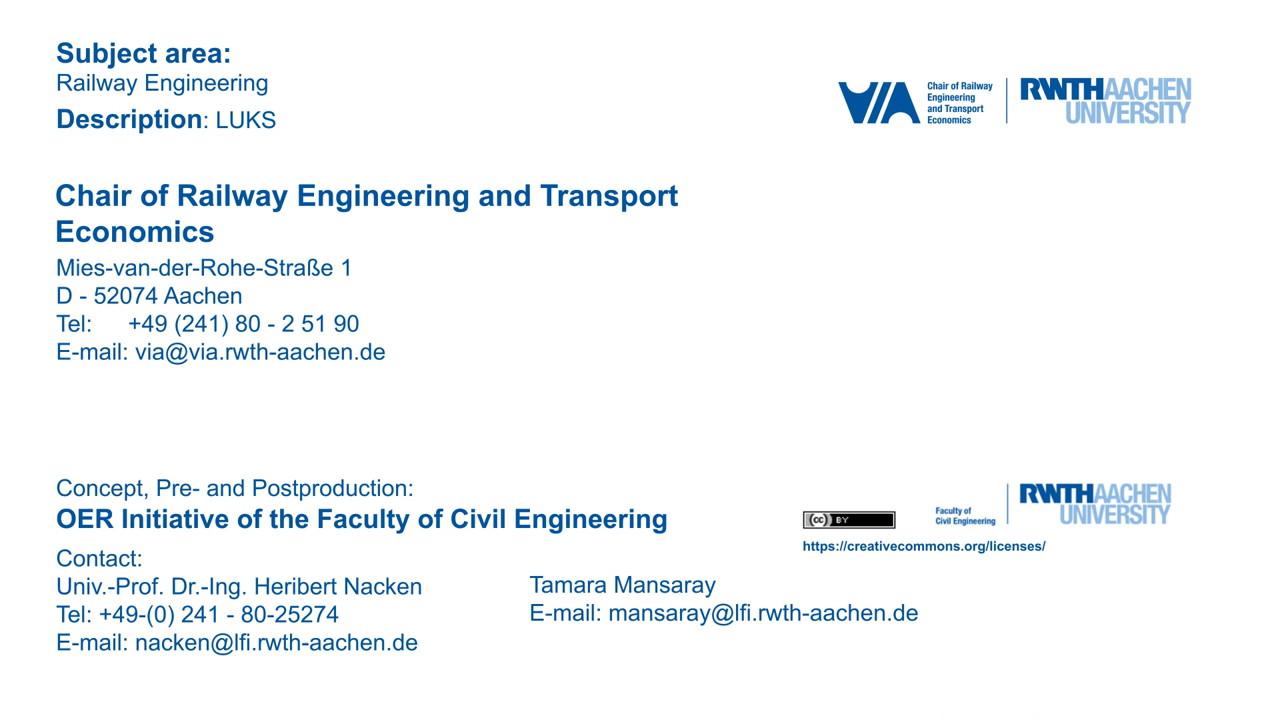 Subject area:
Railway Engineering
Description: LUKS
VIA
Chair of Railway
Engineering
and Transport
Economics
RWTHAACHEN
UNIVERSITY
Chair of Railway Engineering and Transport
Economics
Mies-van-der-Rohe-Straße 1
D - 52074 Aachen
Tel: +49 (241) 80 - 2 51 90
E-mail: via@via.rwth-aachen.de
Concept, Pre- and Postproduction:
OER Initiative of the Faculty of Civil Engineering
cc BY
Faculty of
Civil Engineering
RWTHAACHEN
UNIVERSITY
https://creativecommons.org/licenses/
Contact:
Univ.-Prof. Dr.-Ing. Heribert Nacken
Tel: +49-(0) 241 - 80-25274
E-mail: nacken@lfi.rwth-aachen.de
Tamara Mansaray
E-mail: mansaray@lfi.rwth-aachen.de